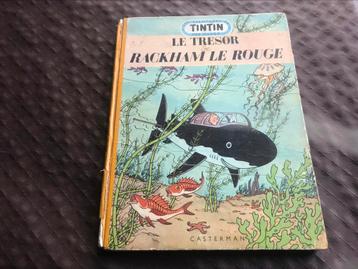 TINTIN
LE TRESOR
DE
RACKHAM LE ROUGE
CASTERMAN